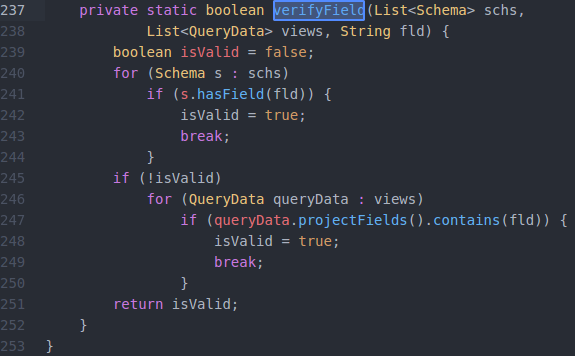 237 private static boolean verifyField(List<Schema> schs,
238 List<QueryData> views, String fld) {
239 boolean isValid = false;
240 for (Schema s : schs)
241 if (s.hasField(fld)) {
242 isValid = true;
243 break;
244 }
245 if (!isValid)
246 for (QueryData queryData : views)
247 if (queryData.projectFields().contains(fld)) {
248 isValid = true;
249 break;
250 }
251 return isValid;
252 }
253 }